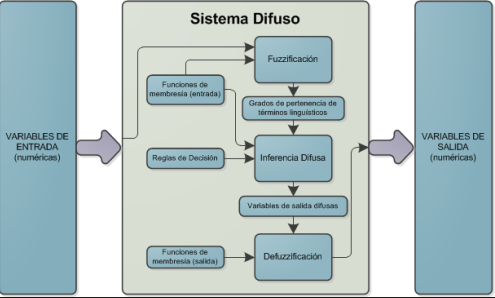 Sistema Difuso
VARIABLES DE
ENTRADA
(numéricas)
Fuzzificación
Funciones de
membresía (entrada)
Grados de pertenencia de
términos linguísticos
Reglas de Decisión
Inferencia Difusa
Variables de salida difusas
Funciones de
membresía (salida)
Defuzzificación
VARIABLES DE
SALIDA
(numéricas)